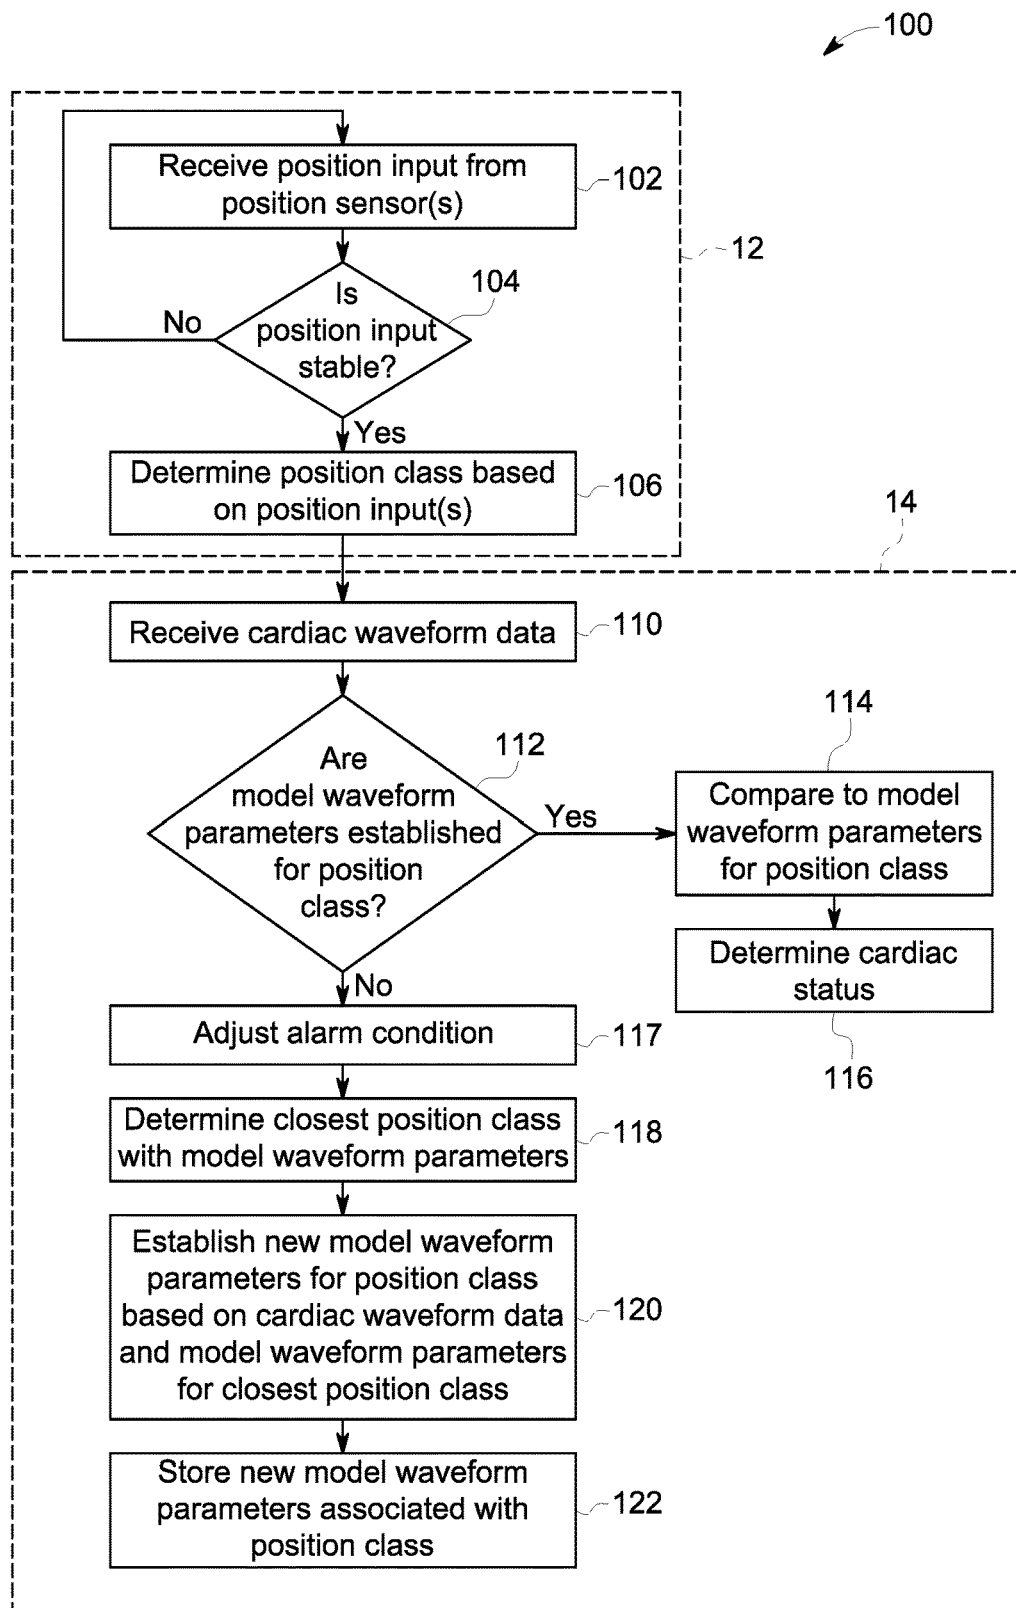 100
Receive position input from
position sensor(s)
102
12
104
Is
position input
stable?
No
Yes
Determine position class based
on position input(s)
106
14
Receive cardiac waveform data
110
112
Are
model waveform
parameters established
for position
class?
Yes
114
Compare to model
waveform parameters
for position class
Determine cardiac
status
116
No
Adjust alarm condition
117
Determine closest position class
with model waveform parameters
118
Establish new model waveform
parameters for position class
based on cardiac waveform data
and model waveform parameters
for closest position class
120
Store new model waveform
parameters associated with
position class
122